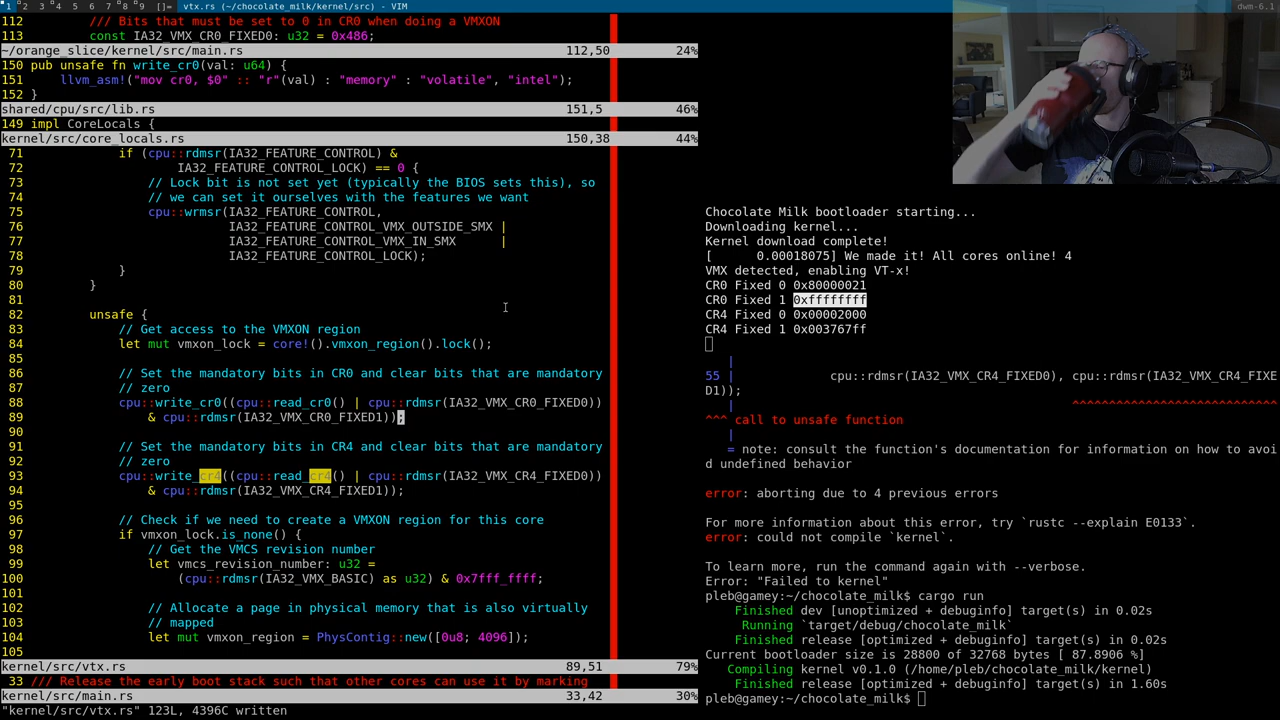 1 2 3 4 5 6 7 8 9 []= vtx.rs (~/chocolate_milk/kernel/src) - VIM
dwm-6.1
112 /// Bits that must be set to 0 in CR0 when doing a VMXON
113 const IA32_VMX_CR0_FIXED0: u32 = 0x486;
~/orange_slice/kernel/src/main.rs 112,50 24%
150 pub unsafe fn write_cr0(val: u64) {
151 llvm_asm!("mov cr0, $0" :: "r"(val) : "memory" : "volatile", "intel");
152 }
shared/cpu/src/lib.rs 151,5 46%
149 impl CoreLocals {
kernel/src/core_locals.rs 150,38 44%
71 if (cpu::rdmsr(IA32_FEATURE_CONTROL) &
72 IA32_FEATURE_CONTROL_LOCK) == 0 {
73 // Lock bit is not set yet (typically the BIOS sets this), so
74 // we can set it ourselves with the features we want
75 cpu::wrmsr(IA32_FEATURE_CONTROL,
76 IA32_FEATURE_CONTROL_VMX_OUTSIDE_SMX |
77 IA32_FEATURE_CONTROL_VMX_IN_SMX |
78 IA32_FEATURE_CONTROL_LOCK);
79 }
80 }
81
82 unsafe {
83 // Get access to the VMXON region
84 let mut vmxon_lock = core!().vmxon_region().lock();
85
86 // Set the mandatory bits in CR0 and clear bits that are mandatory
87 // zero
88 cpu::write_cr0((cpu::read_cr0() | cpu::rdmsr(IA32_VMX_CR0_FIXED0))
89 & cpu::rdmsr(IA32_VMX_CR0_FIXED1));
90
91 // Set the mandatory bits in CR4 and clear bits that are mandatory
92 // zero
93 cpu::write_cr4((cpu::read_cr4() | cpu::rdmsr(IA32_VMX_CR4_FIXED0))
94 & cpu::rdmsr(IA32_VMX_CR4_FIXED1));
95
96 // Check if we need to create a VMXON region for this core
97 if vmxon_lock.is_none() {
98 // Get the VMCS revision number
99 let vmcs_revision_number: u32 =
100 (cpu::rdmsr(IA32_VMX_BASIC) as u32) & 0x7fff_ffff;
101
102 // Allocate a page in physical memory that is also virtually
103 // mapped
104 let mut vmxon_region = PhysContig::new([0u8; 4096]);
105
kernel/src/vtx.rs 89,51 79%
33 /// Release the early boot stack such that other cores can use it by marking
kernel/src/main.rs 33,42 30%
"kernel/src/vtx.rs" 123L, 4396C written
Chocolate Milk bootloader starting...
Downloading kernel...
Kernel download complete!
[ 0.00018075] We made it! All cores online! 4
VMX detected, enabling VT-x!
CR0 Fixed 0 0x80000021
CR0 Fixed 1 0xffffffff
CR4 Fixed 0 0x00002000
CR4 Fixed 1 0x003767ff
|
55 | cpu::rdmsr(IA32_VMX_CR4_FIXED0), cpu::rdmsr(IA32_VMX_CR4_FIXE
D1));
| ^^^^^^^^^^^^^^^^^^^^^^^^^^^^
^^^ call to unsafe function
|
= note: consult the function's documentation for information on how to avoi
d undefined behavior
error: aborting due to 4 previous errors
For more information about this error, try `rustc --explain E0133`.
error: could not compile `kernel`.
To learn more, run the command again with --verbose.
Error: "Failed to kernel"
pleb@gamey:~/chocolate_milk$ cargo run
Finished dev [unoptimized + debuginfo] target(s) in 0.02s
Running `target/debug/chocolate_milk`
Finished release [optimized + debuginfo] target(s) in 0.02s
Current bootloader size is 28800 of 32768 bytes [ 87.8906 %]
Compiling kernel v0.1.0 (/home/pleb/chocolate_milk/kernel)
Finished release [optimized + debuginfo] target(s) in 1.60s
pleb@gamey:~/chocolate_milk$